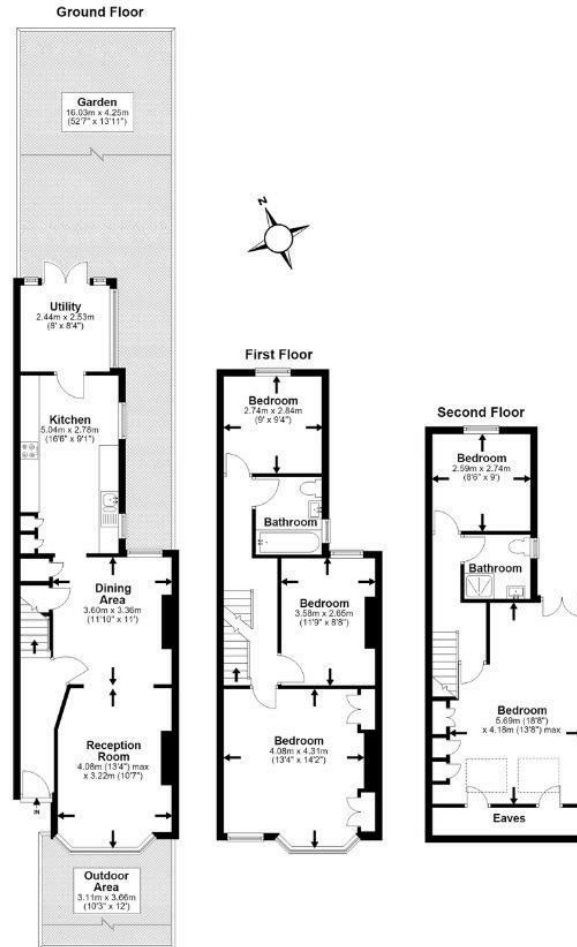 Ground Floor
Garden
16.03m x 4.25m
(52'7" x 13'11")
N
Utility
2.44m x 2.53m
(8' x 8'4")
Kitchen
5.04m x 2.78m
(16'6" x 9'1")
Dining
Area
3.60m x 3.36m
(11'10" x 11')
Reception
Room
4.08m (13'4") max
x 3.22m (10'7")
IN
Outdoor
Area
3.11m x 3.66m
(10'3" x 12')
First Floor
Bedroom
2.74m x 2.84m
(9' x 9'4")
Bathroom
Bedroom
3.58m x 2.65m
(11'9" x 8'8")
Bedroom
4.08m x 4.31m
(13'4" x 14'2")
Second Floor
Bedroom
2.59m x 2.74m
(8'6" x 9')
Bathroom
Bedroom
5.69m (18'8")
x 4.18m (13'8") max
Eaves